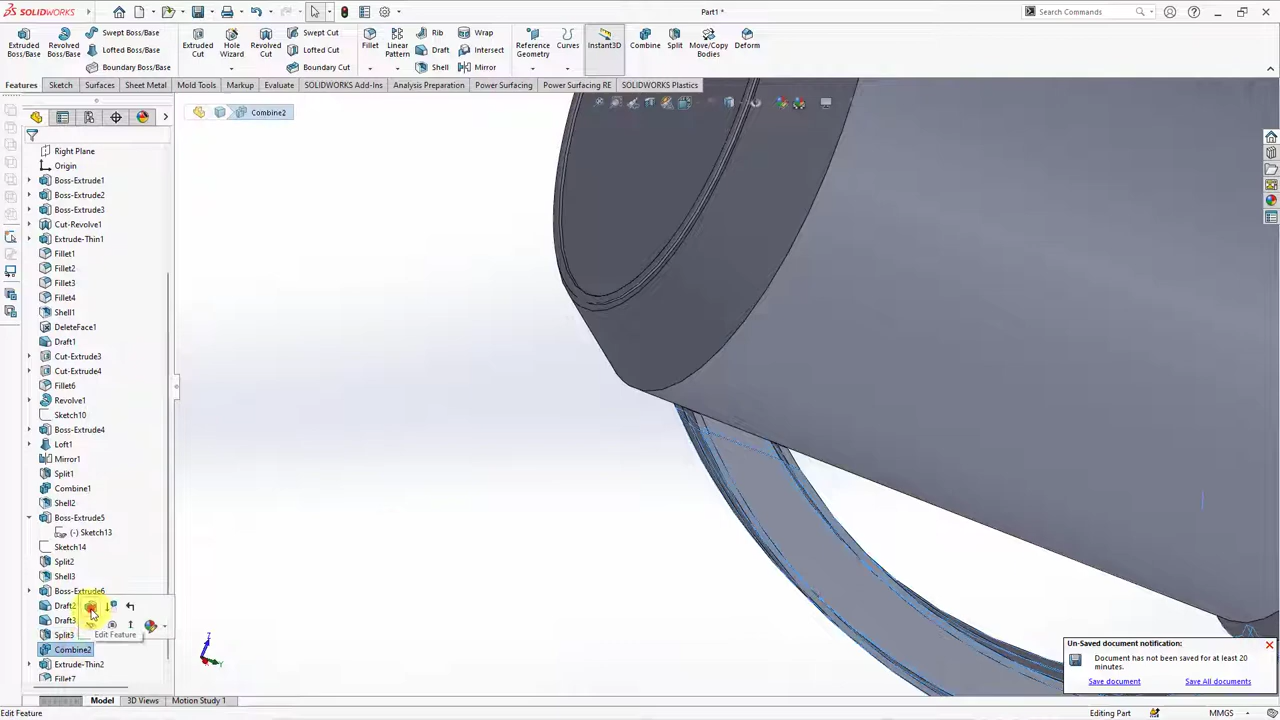 SOLIDWORKS
Part1 *
Search Commands
Extruded Boss/Base
Revolved Boss/Base
Swept Boss/Base
Lofted Boss/Base
Boundary Boss/Base
Extruded Cut
Hole Wizard
Revolved Cut
Swept Cut
Lofted Cut
Boundary Cut
Fillet
Linear Pattern
Rib
Draft
Shell
Wrap
Intersect
Mirror
Reference Geometry
Curves
Instant3D
Combine
Split
Move/Copy Bodies
Deform
Features
Sketch
Surfaces
Sheet Metal
Mold Tools
Markup
Evaluate
SOLIDWORKS Add-Ins
Analysis Preparation
Power Surfacing
Power Surfacing RE
SOLIDWORKS Plastics
Combine2
Right Plane
Origin
Boss-Extrude1
Boss-Extrude2
Boss-Extrude3
Cut-Revolve1
Extrude-Thin1
Fillet1
Fillet2
Fillet3
Fillet4
Shell1
DeleteFace1
Draft1
Cut-Extrude3
Cut-Extrude4
Fillet6
Revolve1
Sketch10
Boss-Extrude4
Loft1
Mirror1
Split1
Combine1
Shell2
Boss-Extrude5
(-) Sketch13
Sketch14
Split2
Shell3
Boss-Extrude6
Draft2
Draft3
Split3
Edit Feature
Combine2
Extrude-Thin2
Fillet7
Un-Saved document notification:
Document has not been saved for at least 20
minutes.
Save document
Save All documents
Model
3D Views
Motion Study 1
Edit Feature
Editing Part
MMGS